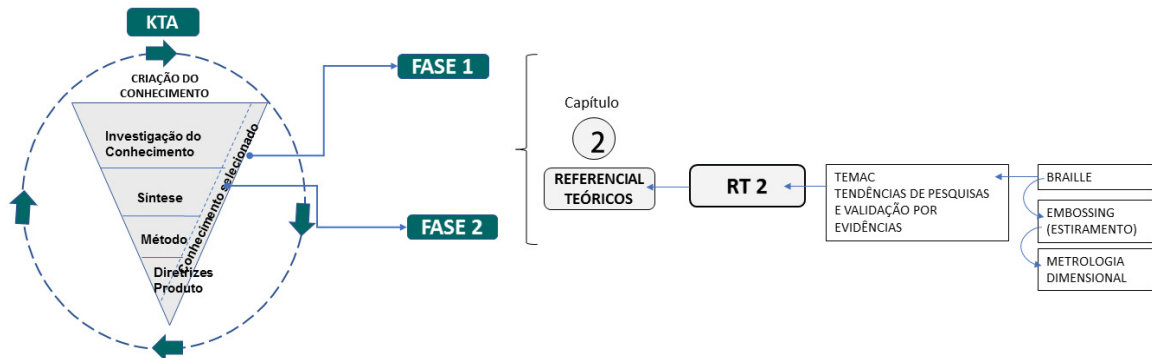 KTA
CRIAÇÃO DO
CONHECIMENTO
Investigação do
Conhecimento
Síntese
Método
Diretrizes
Produto
Conhecimento selecionado
FASE 1
FASE 2
Capítulo
2
REFERENCIAL
TEÓRICOS
RT 2
TEMAC
TENDÊNCIAS DE PESQUISAS
E VALIDAÇÃO POR
EVIDÊNCIAS
BRAILLE
EMBOSSING
(ESTIRAMENTO)
METROLOGIA
DIMENSIONAL